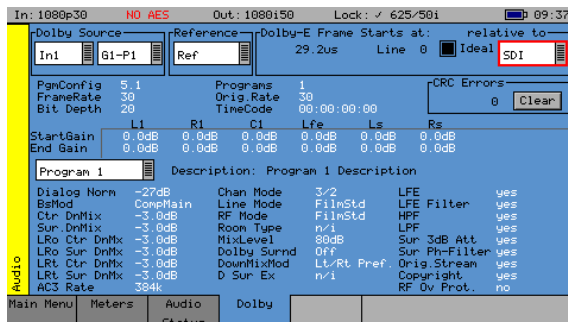 In: 1080p30 NO AES Out: 1080i50 Lock: ✓ 625/50i 09:37
Dolby Source Reference Dolby-E Frame Starts at: relative to
In1 G1-P1 Ref 29.2us Line 0 Ideal SDI
PgmConfig 5.1 Programs 1 CRC Errors
FrameRate 30 Orig.Rate 30 0 Clear
Bit Depth 20 TimeCode 00:00:00:00
L1 R1 C1 Lfe Ls Rs
StartGain 0.0dB 0.0dB 0.0dB 0.0dB 0.0dB 0.0dB
End Gain 0.0dB 0.0dB 0.0dB 0.0dB 0.0dB 0.0dB
Program 1 Description: Program 1 Description
Dialog Norm -27dB Chan Mode 3/2 LFE yes
BsMod CompMain Line Mode FilmStd LFE Filter yes
Ctr DnMix -3.0dB RF Mode FilmStd HPF yes
Sur.DnMix -3.0dB Room Type n/i LPF yes
LRo Ctr DnMx -3.0dB MixLevel 80dB Sur 3dB Att yes
LRo Sur DnMx -3.0dB Dolby Surnd Off Sur Ph-Filter yes
LRt Ctr DnMx -3.0dB DownMixMod Lt/Rt Pref. Orig.Stream yes
LRt Sur DnMx -3.0dB D Sur Ex n/i Copyright yes
AC3 Rate 384k RF Ov Prot. no
Audio
Main Menu Meters Audio Status Dolby